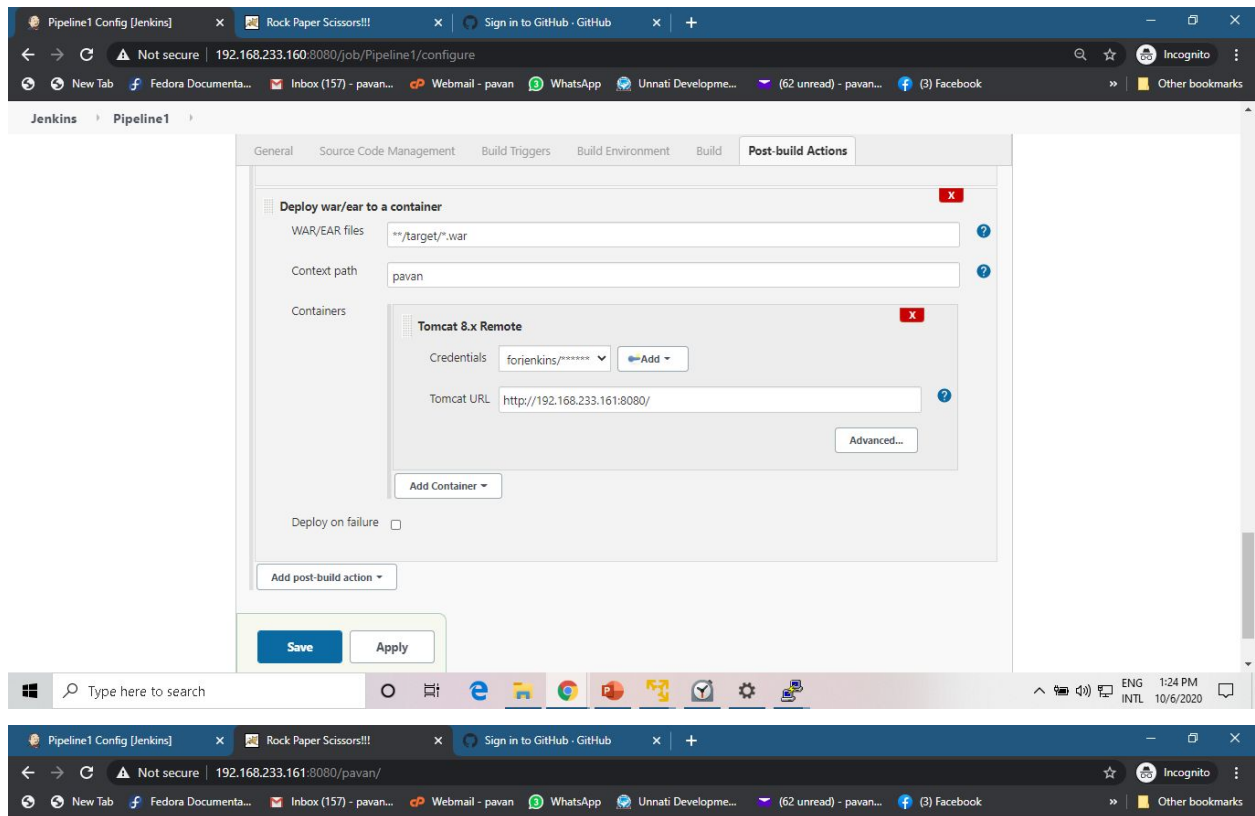 Pipeline1 Config [Jenkins] Rock Paper Scissors!!! Sign in to GitHub · GitHub
Not secure | 192.168.233.160:8080/job/Pipeline1/configure Incognito
New Tab Fedora Documenta... Inbox (157) - pavan... Webmail - pavan WhatsApp Unnati Developme... (62 unread) - pavan... (3) Facebook » Other bookmarks
Jenkins Pipeline1
General Source Code Management Build Triggers Build Environment Build Post-build Actions
X
Deploy war/ear to a container
WAR/EAR files **/target/*.war ?
Context path pavan ?
Containers
X
Tomcat 8.x Remote
Credentials forjenkins/****** Add
Tomcat URL http://192.168.233.161:8080/ ?
Advanced...
Add Container
Deploy on failure
Add post-build action
Save Apply
Type here to search ENG 1:24 PM
INTL 10/6/2020
Pipeline1 Config [Jenkins] Rock Paper Scissors!!! Sign in to GitHub · GitHub
Not secure | 192.168.233.161:8080/pavan/ Incognito
New Tab Fedora Documenta... Inbox (157) - pavan... Webmail - pavan WhatsApp Unnati Developme... (62 unread) - pavan... (3) Facebook » Other bookmarks